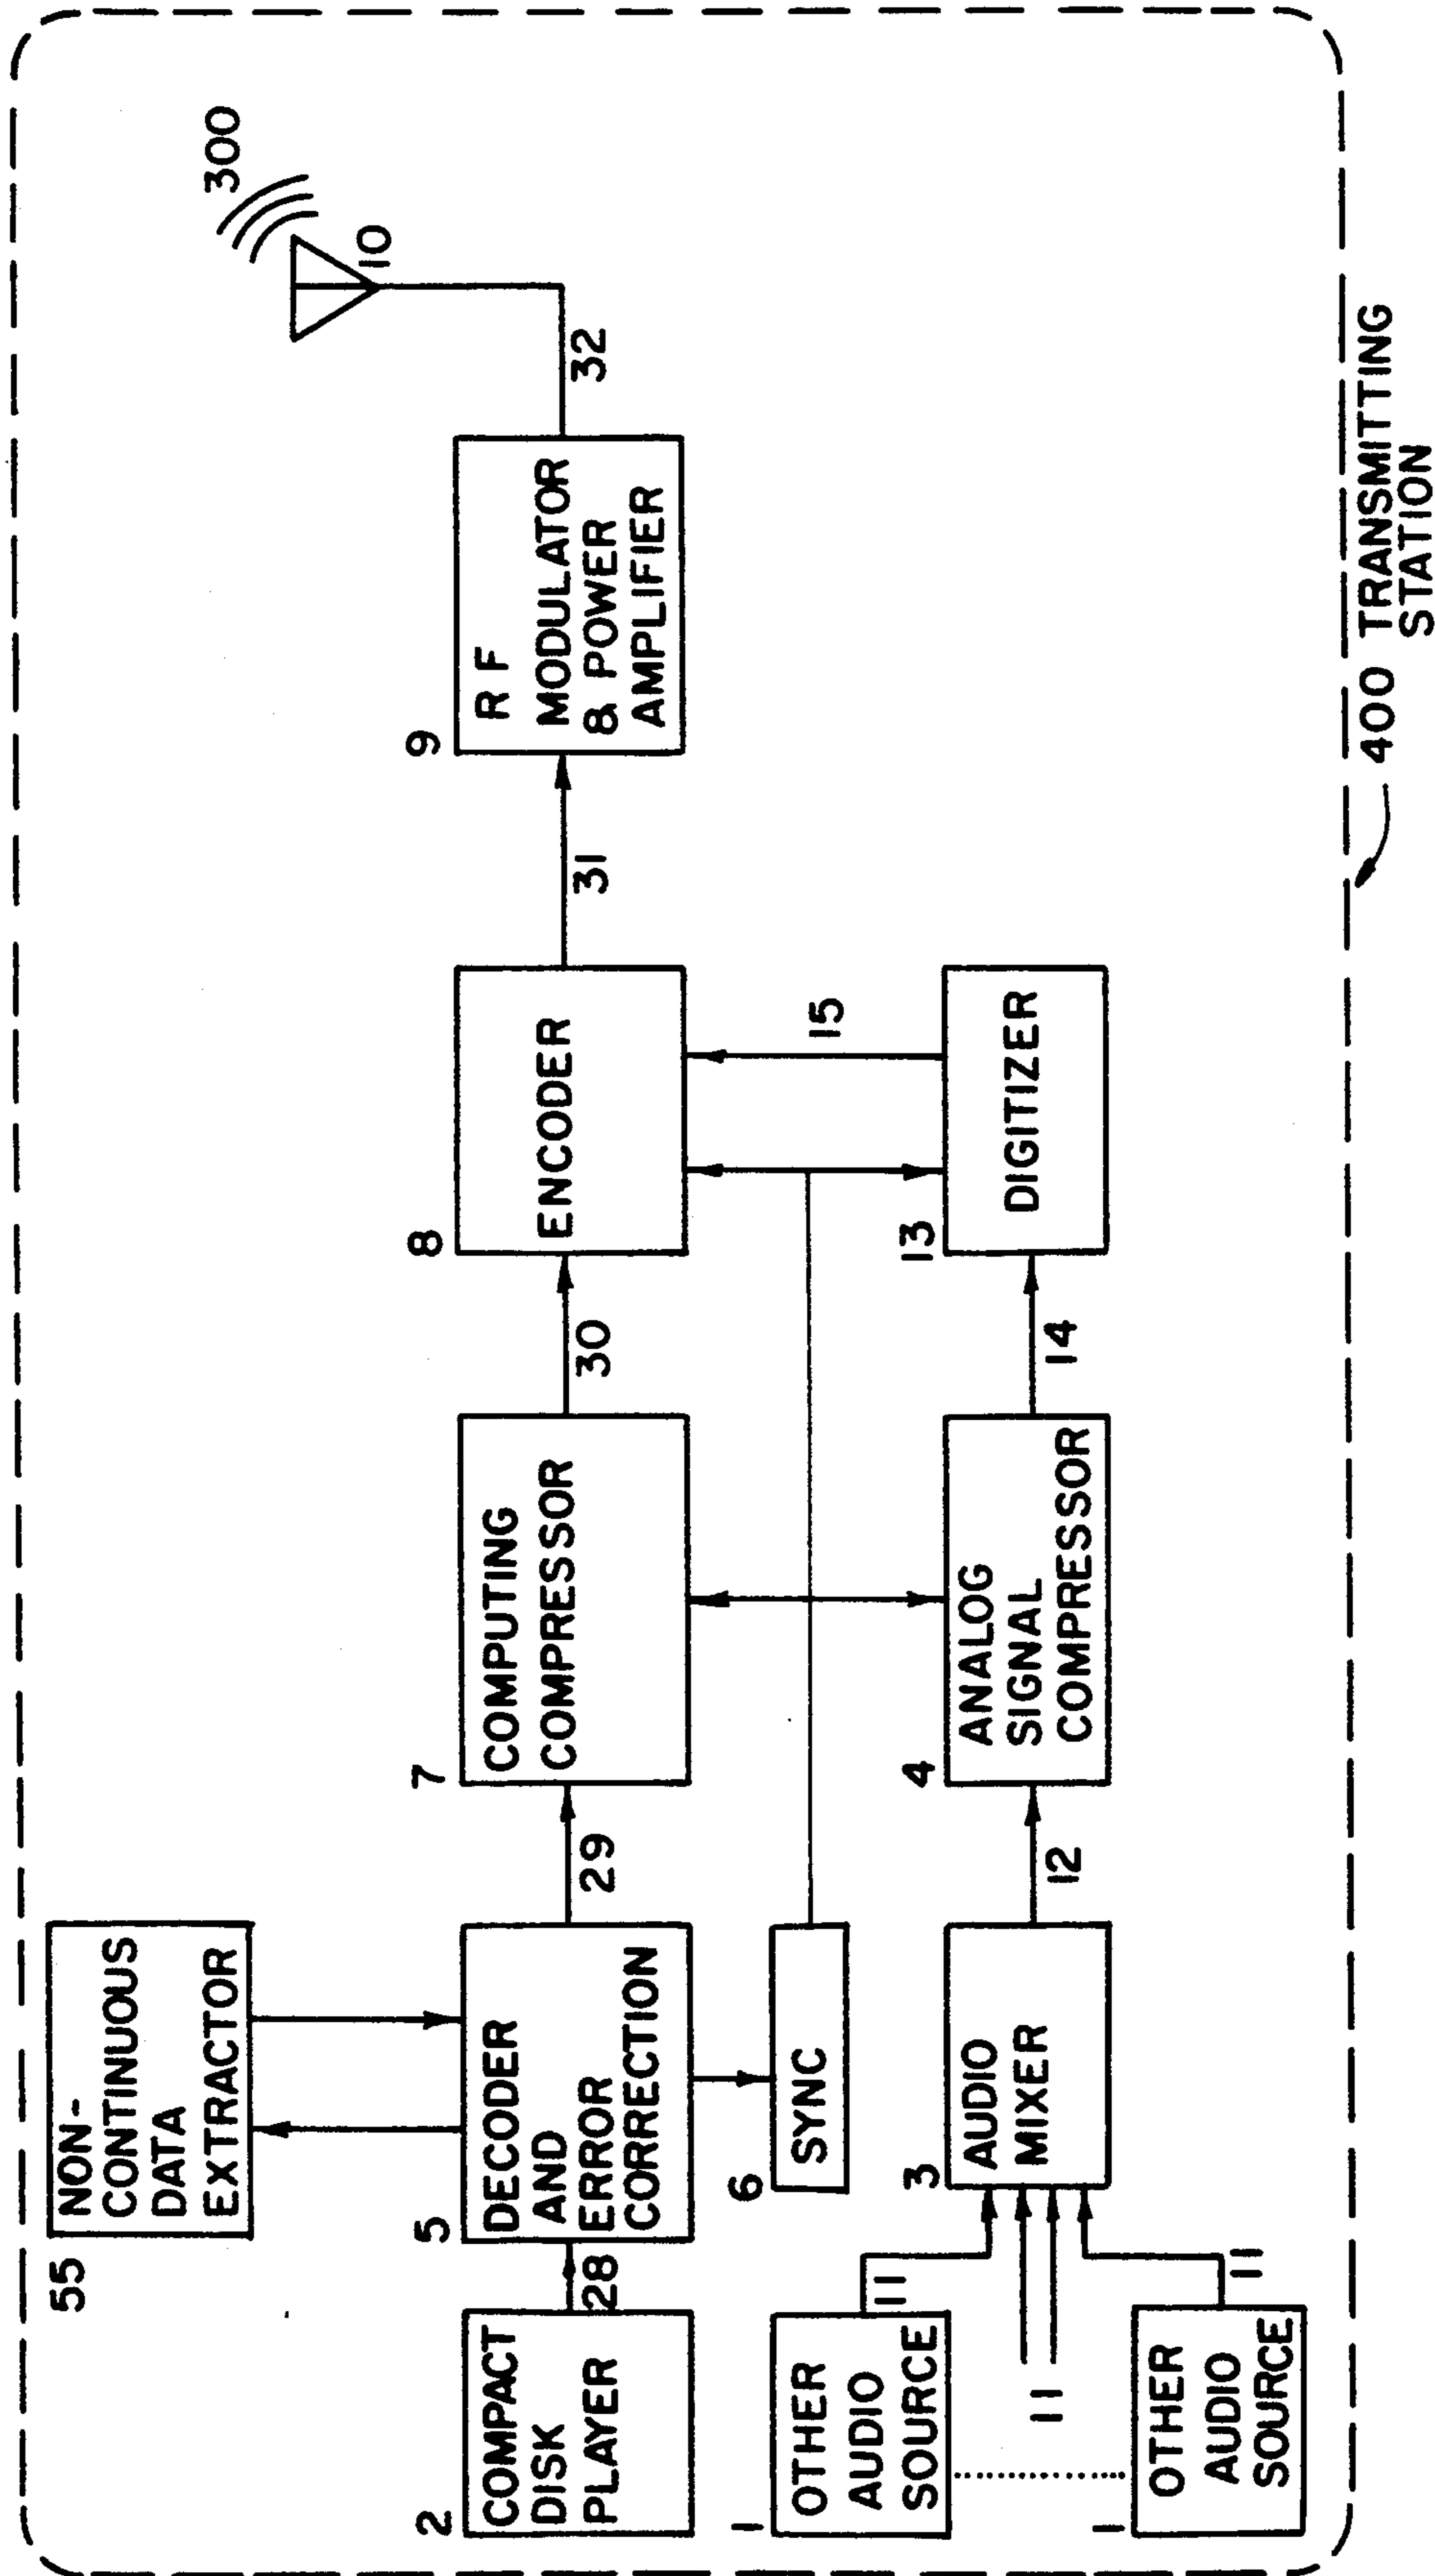 55
NON-
CONTINUOUS
DATA
EXTRACTOR
2
COMPACT
DISK
PLAYER
28
5
DECODER
AND
ERROR
CORRECTION
29
7
COMPUTING
COMPRESSOR
30
8
ENCODER
31
9
R F
MODULATOR
& POWER
AMPLIFIER
32
10
300
6
SYNC
15
1
OTHER
AUDIO
SOURCE
11
11
1
OTHER
AUDIO
SOURCE
11
3
AUDIO
MIXER
12
4
ANALOG
SIGNAL
COMPRESSOR
14
13
DIGITIZER
400 TRANSMITTING
STATION